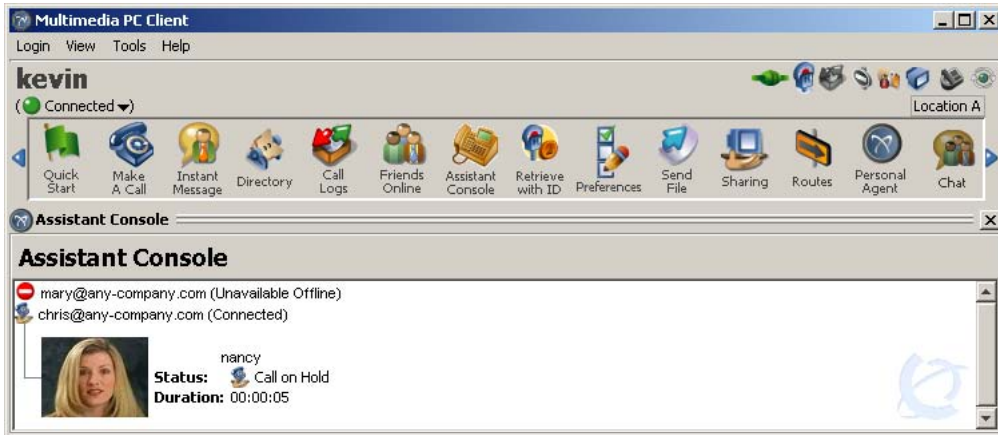 Multimedia PC Client
Login View Tools Help
kevin
(Connected)
Location A
Quick Start
Make A Call
Instant Message
Directory
Call Logs
Friends Online
Assistant Console
Retrieve with ID
Preferences
Send File
Sharing
Routes
Personal Agent
Chat
Assistant Console
Assistant Console
mary@any-company.com (Unavailable Offline)
chris@any-company.com (Connected)
nancy
Status: Call on Hold
Duration: 00:00:05